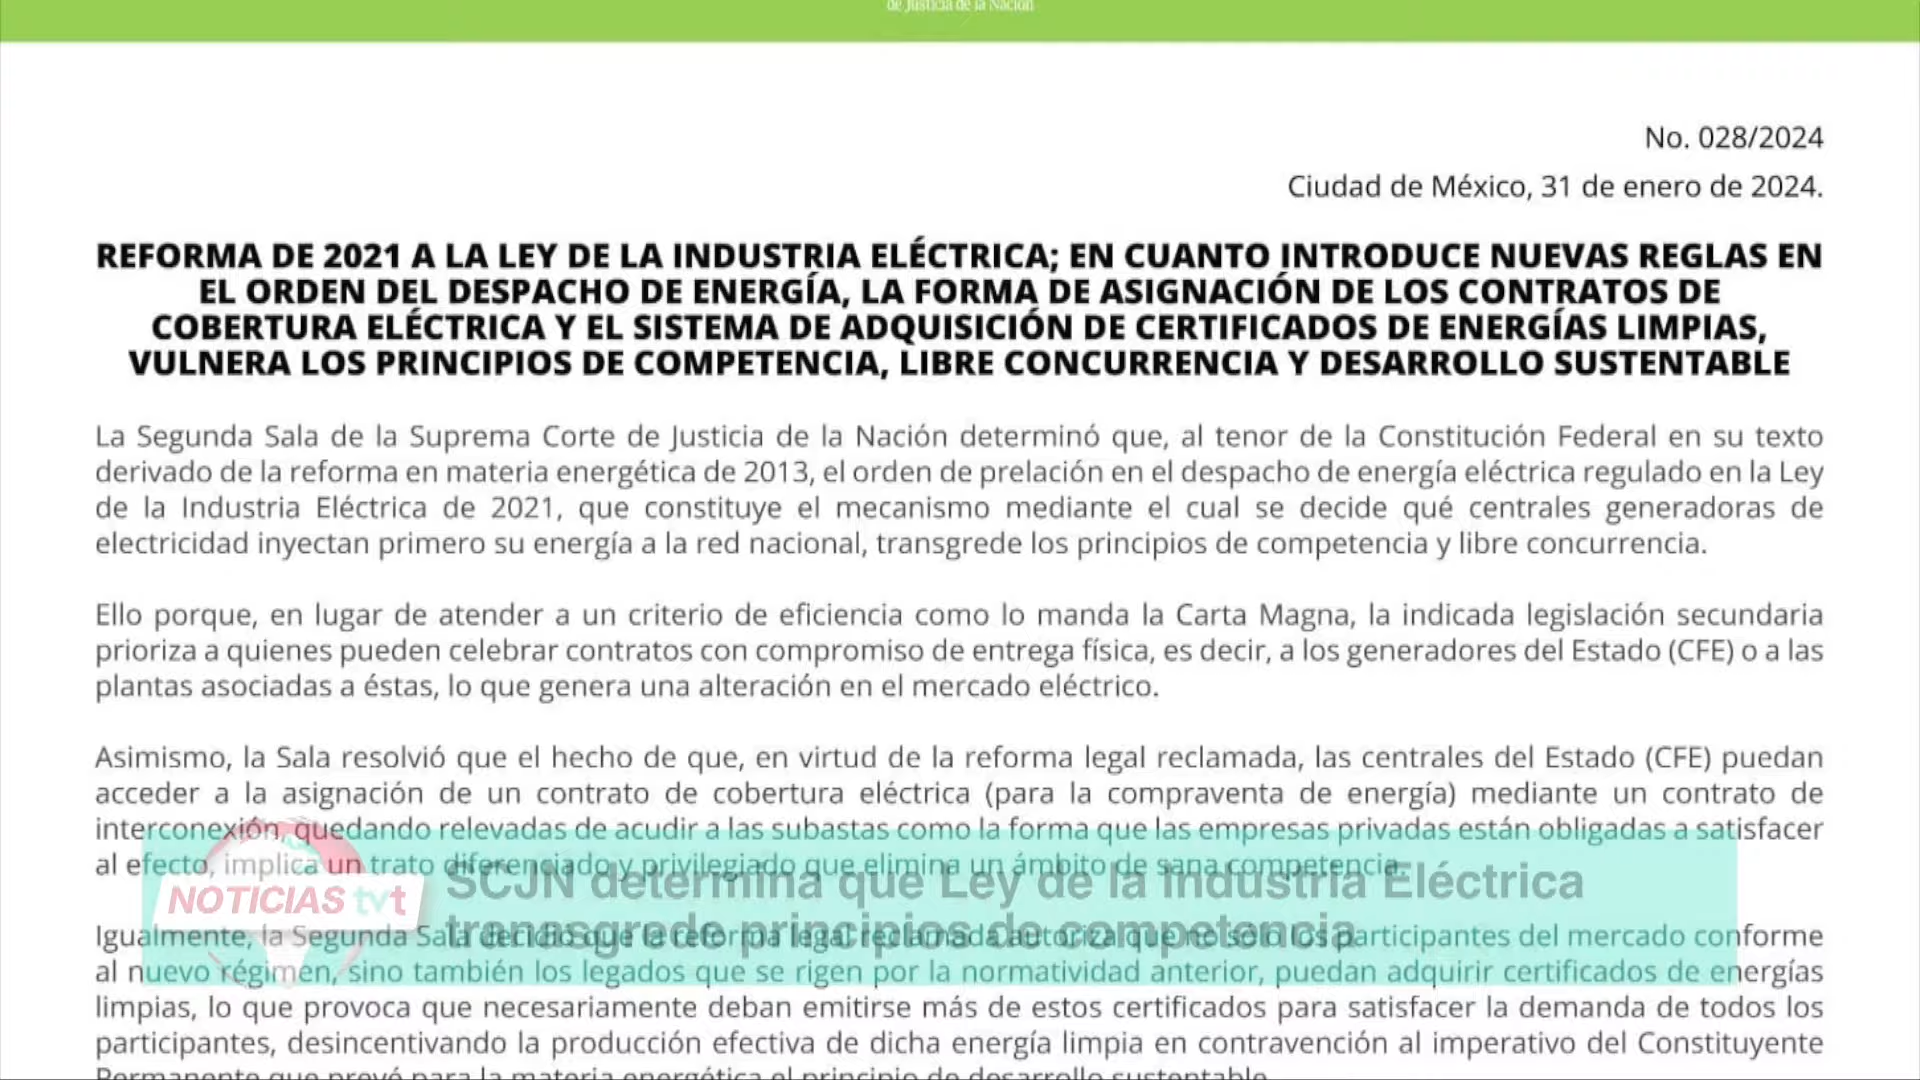 de Justicia de la Nación
No. 028/2024
Ciudad de México, 31 de enero de 2024.
REFORMA DE 2021 A LA LEY DE LA INDUSTRIA ELÉCTRICA; EN CUANTO INTRODUCE NUEVAS REGLAS EN
EL ORDEN DEL DESPACHO DE ENERGÍA, LA FORMA DE ASIGNACIÓN DE LOS CONTRATOS DE
COBERTURA ELÉCTRICA Y EL SISTEMA DE ADQUISICIÓN DE CERTIFICADOS DE ENERGÍAS LIMPIAS,
VULNERA LOS PRINCIPIOS DE COMPETENCIA, LIBRE CONCURRENCIA Y DESARROLLO SUSTENTABLE
La Segunda Sala de la Suprema Corte de Justicia de la Nación determinó que, al tenor de la Constitución Federal en su texto
derivado de la reforma en materia energética de 2013, el orden de prelación en el despacho de energía eléctrica regulado en la Ley
de la Industria Eléctrica de 2021, que constituye el mecanismo mediante el cual se decide qué centrales generadoras de
electricidad inyectan primero su energía a la red nacional, transgrede los principios de competencia y libre concurrencia.
Ello porque, en lugar de atender a un criterio de eficiencia como lo manda la Carta Magna, la indicada legislación secundaria
prioriza a quienes pueden celebrar contratos con compromiso de entrega física, es decir, a los generadores del Estado (CFE) o a las
plantas asociadas a éstas, lo que genera una alteración en el mercado eléctrico.
Asimismo, la Sala resolvió que el hecho de que, en virtud de la reforma legal reclamada, las centrales del Estado (CFE) puedan
acceder a la asignación de un contrato de cobertura eléctrica (para la compraventa de energía) mediante un contrato de
interconexión, quedando relevadas de acudir a las subastas como la forma que las empresas privadas están obligadas a satisfacer
al efecto, implica un trato diferenciado y privilegiado que elimina un ámbito de sana competencia.
NOTICIAS tvt
SCJN determina que Ley de la Industria Eléctrica
transgrede principios de competencia
Igualmente, la Segunda Sala decidió que la reforma legal reclamada autoriza que no sólo los participantes del mercado conforme
al nuevo régimen, sino también los legados que se rigen por la normatividad anterior, puedan adquirir certificados de energías
limpias, lo que provoca que necesariamente deban emitirse más de estos certificados para satisfacer la demanda de todos los
participantes, desincentivando la producción efectiva de dicha energía limpia en contravención al imperativo del Constituyente
Permanente que prevé para la materia energética el principio de desarrollo sustentable.